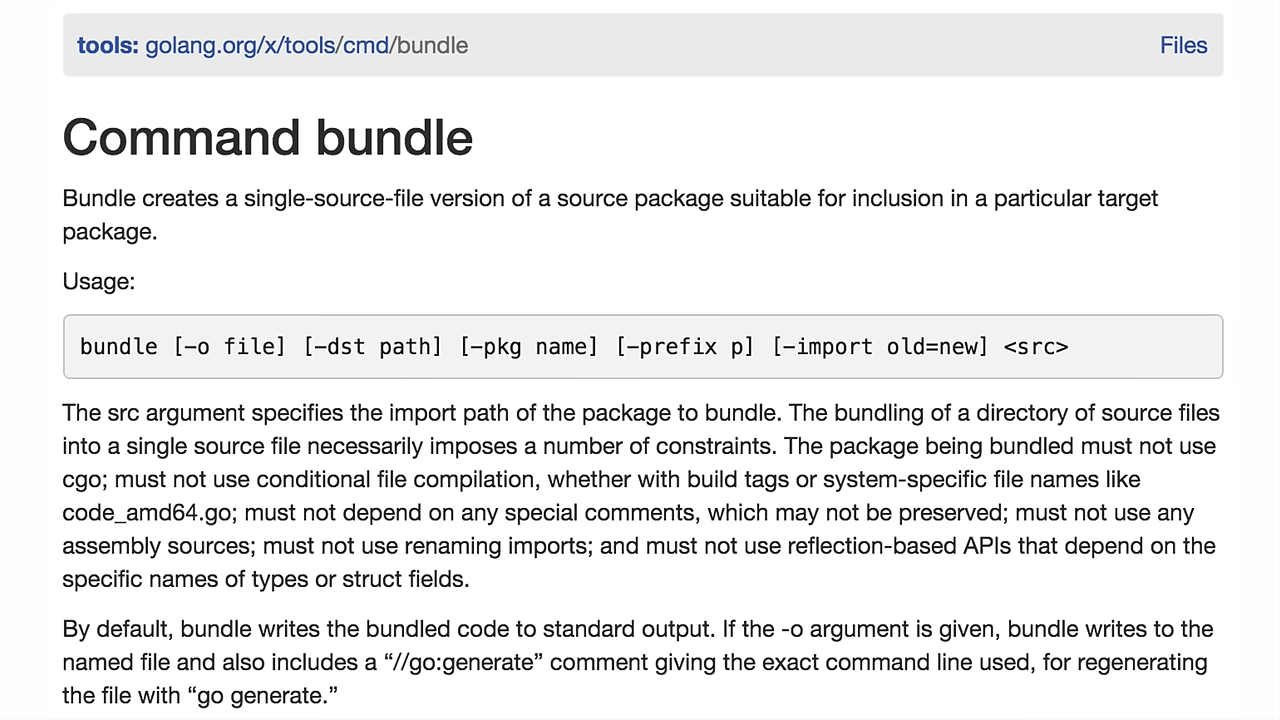 tools: golang.org/x/tools/cmd/bundle Files
Command bundle
Bundle creates a single-source-file version of a source package suitable for inclusion in a particular target
package.
Usage:
bundle [-o file] [-dst path] [-pkg name] [-prefix p] [-import old=new] <src>
The src argument specifies the import path of the package to bundle. The bundling of a directory of source files
into a single source file necessarily imposes a number of constraints. The package being bundled must not use
cgo; must not use conditional file compilation, whether with build tags or system-specific file names like
code_amd64.go; must not depend on any special comments, which may not be preserved; must not use any
assembly sources; must not use renaming imports; and must not use reflection-based APIs that depend on the
specific names of types or struct fields.
By default, bundle writes the bundled code to standard output. If the -o argument is given, bundle writes to the
named file and also includes a “//go:generate” comment giving the exact command line used, for regenerating
the file with “go generate.”